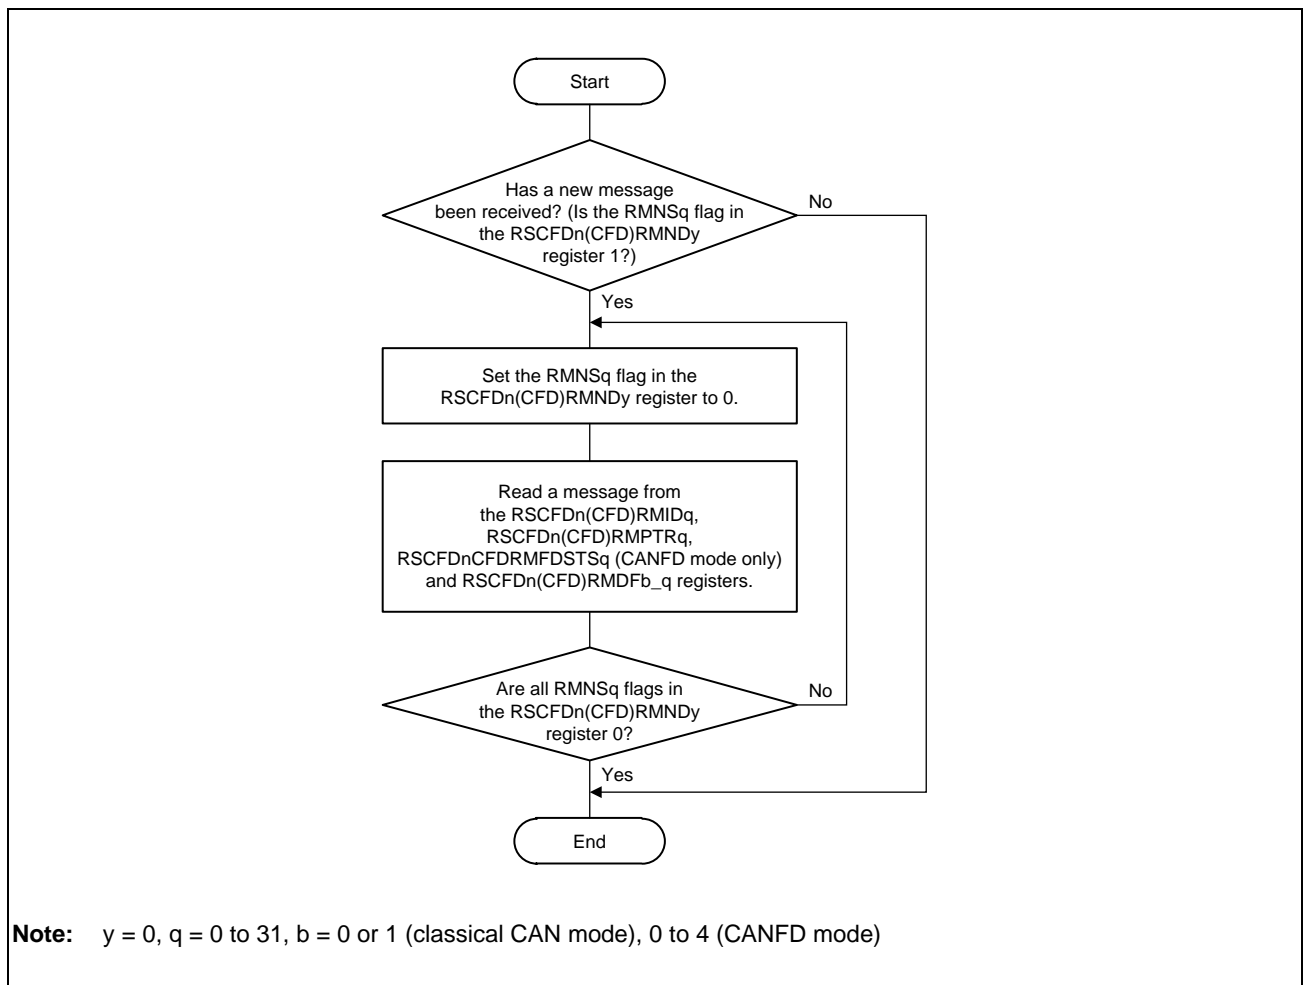 Start
Has a new message
been received? (Is the RMNSq flag in
the RSCFDn(CFD)RMNDy
register 1?)
No
Yes
Set the RMNSq flag in the
RSCFDn(CFD)RMNDy register to 0.
Read a message from
the RSCFDn(CFD)RMIDq,
RSCFDn(CFD)RMPTRq,
RSCFDnCFDRMFDSTSq (CANFD mode only)
and RSCFDn(CFD)RMDFb_q registers.
Are all RMNSq flags in
the RSCFDn(CFD)RMNDy
register 0?
No
Yes
End
Note: y = 0, q = 0 to 31, b = 0 or 1 (classical CAN mode), 0 to 4 (CANFD mode)